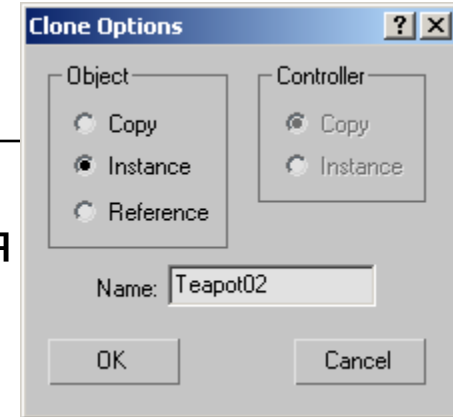 Clone Options
Object
Copy
Instance
Reference
Controller
Copy
Instance
Name: Teapot02
OK Cancel
я